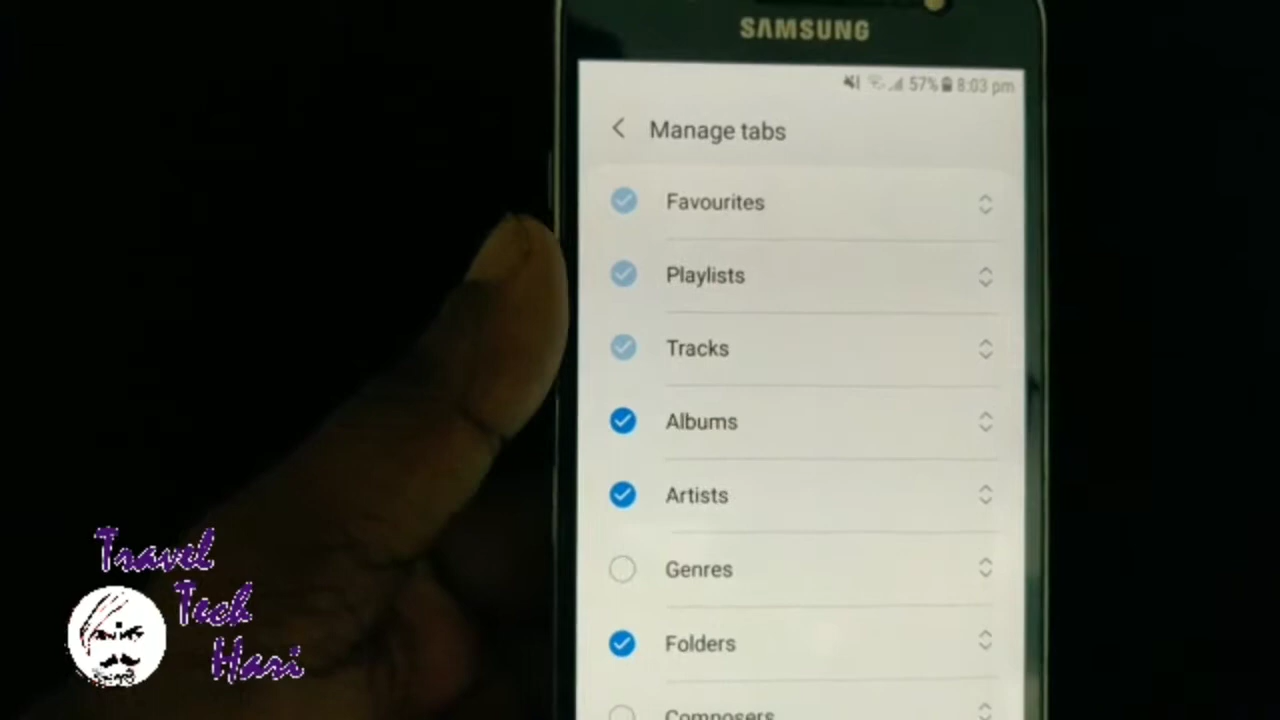 SAMSUNG
57% 8:03 pm
Manage tabs
Favourites
Playlists
Tracks
Albums
Artists
Genres
Folders
Composers
Travel
Tech
Hari